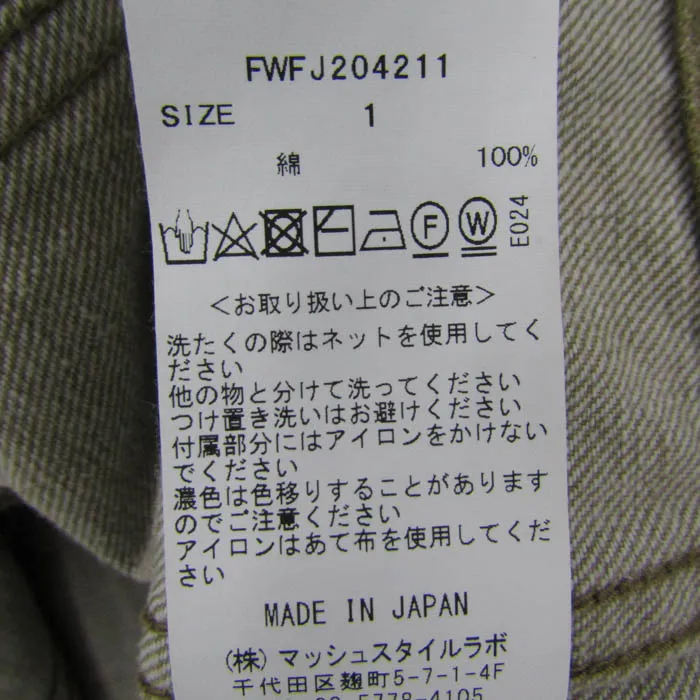 FWFJ204211
SIZE 1
綿 100%
F W E024
＜お取り扱い上のご注意＞
洗たくの際はネットを使用してく
ださい
他の物と分けて洗ってください
つけ置き洗いはお避けください
付属部分にはアイロンをかけない
でください
濃色は色移りすることがあります
のでご注意ください
アイロンはあて布を使用してくだ
さい
MADE IN JAPAN
(株) マッシュスタイルラボ
千代田区麹町5-7-1-4F
5778-4105